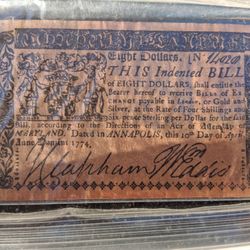 Eight Dollars. [N
THIS Indented BILL
of EIGHT DOLLARS, shall entitle the
Bearer hereof to receive BILLS of EX-
CHANGE payable in London, or Gold and
Silver, at the Rate of Four Shillings and
Six-pence Sterling per Dollar for the said
Bill, according to the Directions of an Act of Assembly of
MARYLAND. Dated in ANNAPOLIS, this 10th Day of April,
Anno Domini 1774.
J Clapham Wm Eddis